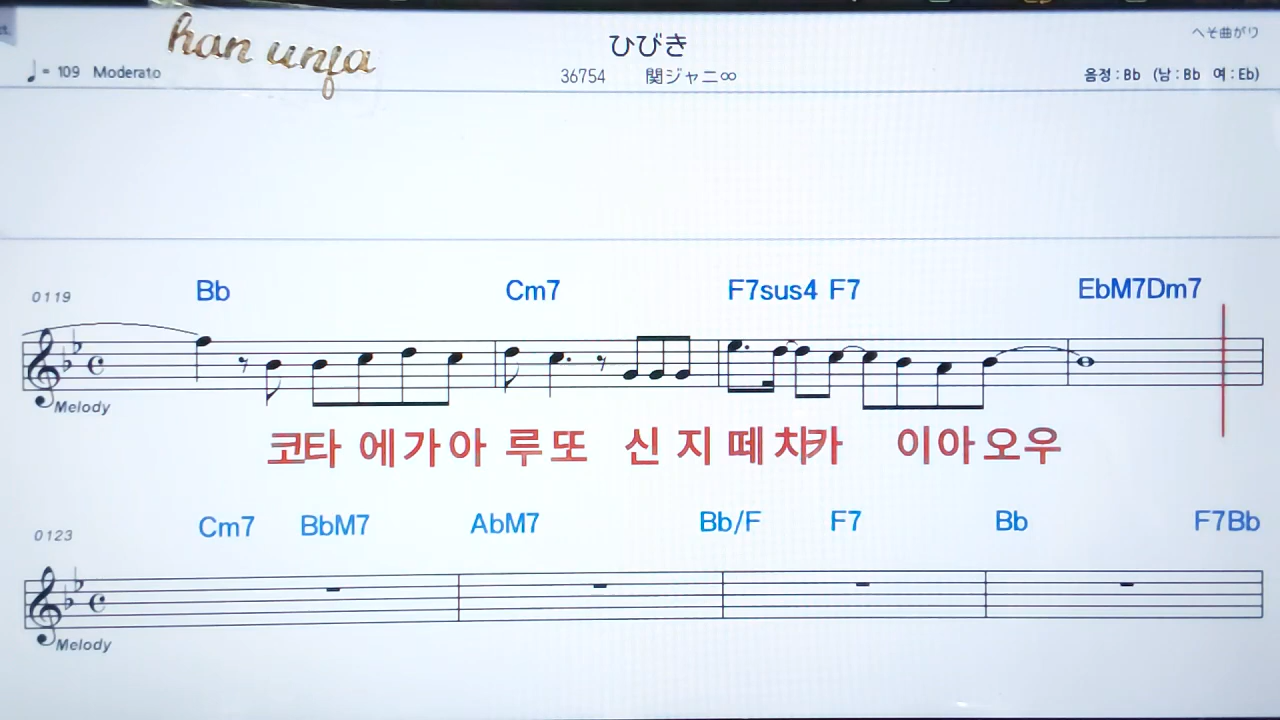 han unfa
ひびき
へそ曲がり
♩= 109 Moderato
36754 関ジャニ∞
음정 : Bb (남 : Bb 여 : Eb)
0119 Bb Cm7 F7sus4 F7 EbM7Dm7
Melody
코타 에가아 루또 신 지 떼 치카 이아오우
0123 Cm7 BbM7 AbM7 Bb/F F7 Bb F7Bb
Melody